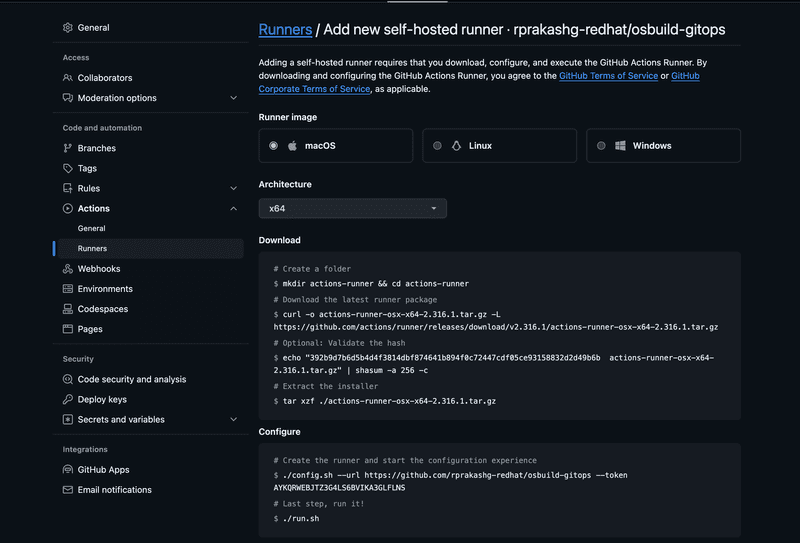 General
Access
Collaborators
Moderation options
Code and automation
Branches
Tags
Rules
Actions
General
Runners
Webhooks
Environments
Codespaces
Pages
Security
Code security and analysis
Deploy keys
Secrets and variables
Integrations
GitHub Apps
Email notifications
Runners / Add new self-hosted runner · rprakashg-redhat/osbuild-gitops
Adding a self-hosted runner requires that you download, configure, and execute the GitHub Actions Runner. By
downloading and configuring the GitHub Actions Runner, you agree to the GitHub Terms of Service or GitHub
Corporate Terms of Service, as applicable.
Runner image
macOS
Linux
Windows
Architecture
x64
Download
# Create a folder
$ mkdir actions-runner && cd actions-runner
# Download the latest runner package
$ curl -o actions-runner-osx-x64-2.316.1.tar.gz -L
https://github.com/actions/runner/releases/download/v2.316.1/actions-runner-osx-x64-2.316.1.tar.gz
# Optional: Validate the hash
$ echo "392b9d7b6d5b4d4f3814dbf874641b894f0c72447cdf05ce93158832d2d49b6b  actions-runner-osx-x64-
2.316.1.tar.gz" | shasum -a 256 -c
# Extract the installer
$ tar xzf ./actions-runner-osx-x64-2.316.1.tar.gz
Configure
# Create the runner and start the configuration experience
$ ./config.sh --url https://github.com/rprakashg-redhat/osbuild-gitops --token
AYKQRWEBJTZ3G4LS6BVIKA3GLFLNS
# Last step, run it!
$ ./run.sh